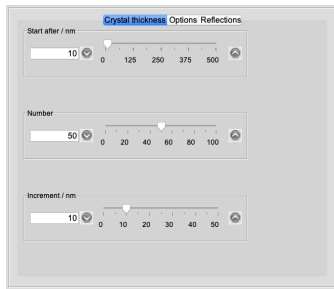 Crystal thickness Options Reflections
Start after / nm
10
0 125 250 375 500
Number
50
0 20 40 60 80 100
Increment / nm
10
0 10 20 30 40 50